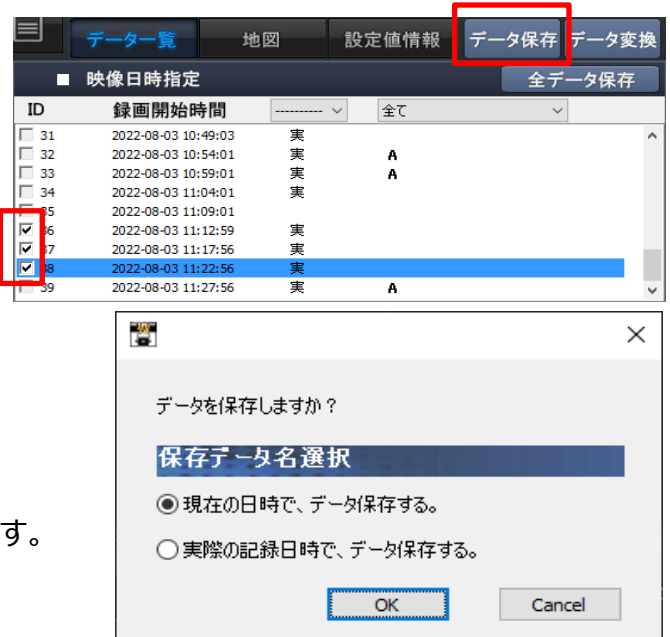 データ一覧 地図 設定値情報 データ保存 データ変換
■ 映像日時指定 全データ保存
ID 録画開始時間 ---------- 全て
31 2022-08-03 10:49:03 実
32 2022-08-03 10:54:01 実 A
33 2022-08-03 10:59:01 実 A
34 2022-08-03 11:04:01 実
35 2022-08-03 11:09:01
36 2022-08-03 11:12:59 実
37 2022-08-03 11:17:56 実
38 2022-08-03 11:22:56 実
39 2022-08-03 11:27:56 実 A
データを保存しますか？
保存データ名選択
現在の日時で、データ保存する。
す。
実際の記録日時で、データ保存する。
OK Cancel